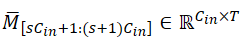 M̅_[sC_in+1:(s+1)C_in] ∈ ℝ^{C_in×T}